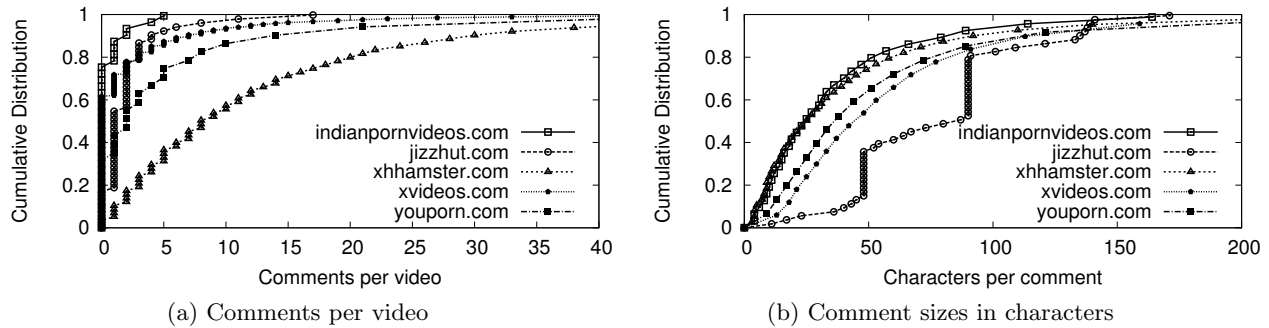 Cumulative Distribution
1
0.8
0.6
0.4
0.2
0
indianpornvideos.com
jizzhut.com
xhhamster.com
xvideos.com
youporn.com
0 5 10 15 20 25 30 35 40
Comments per video
(a) Comments per video
Cumulative Distribution
1
0.8
0.6
0.4
0.2
0
indianpornvideos.com
jizzhut.com
xhhamster.com
xvideos.com
youporn.com
0 50 100 150 200
Characters per comment
(b) Comment sizes in characters